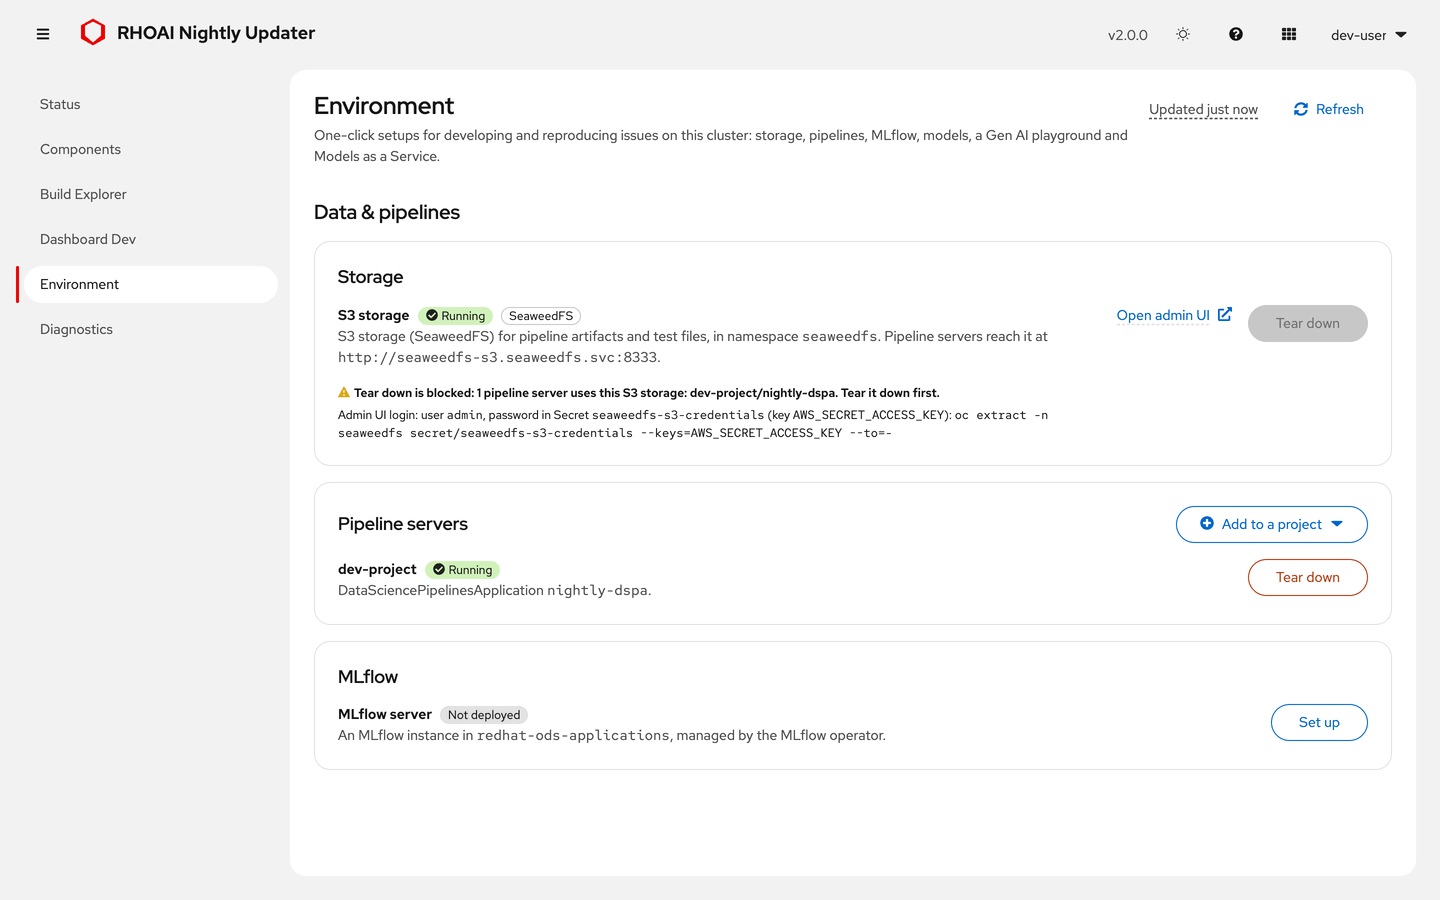 RHOAI Nightly Updater
v2.0.0
dev-user
Status
Components
Build Explorer
Dashboard Dev
Environment
Diagnostics
Environment
Updated just now
Refresh
One-click setups for developing and reproducing issues on this cluster: storage, pipelines, MLflow, models, a Gen AI playground and
Models as a Service.
Data & pipelines
Storage
S3 storage Running SeaweedFS
Open admin UI
Tear down
S3 storage (SeaweedFS) for pipeline artifacts and test files, in namespace seaweedfs. Pipeline servers reach it at
http://seaweedfs-s3.seaweedfs.svc:8333.
Tear down is blocked: 1 pipeline server uses this S3 storage: dev-project/nightly-dspa. Tear it down first.
Admin UI login: user admin, password in Secret seaweedfs-s3-credentials (key AWS_SECRET_ACCESS_KEY): oc extract -n
seaweedfs secret/seaweedfs-s3-credentials --keys=AWS_SECRET_ACCESS_KEY --to=-
Pipeline servers
Add to a project
dev-project Running
DataSciencePipelinesApplication nightly-dspa.
Tear down
MLflow
MLflow server Not deployed
An MLflow instance in redhat-ods-applications, managed by the MLflow operator.
Set up